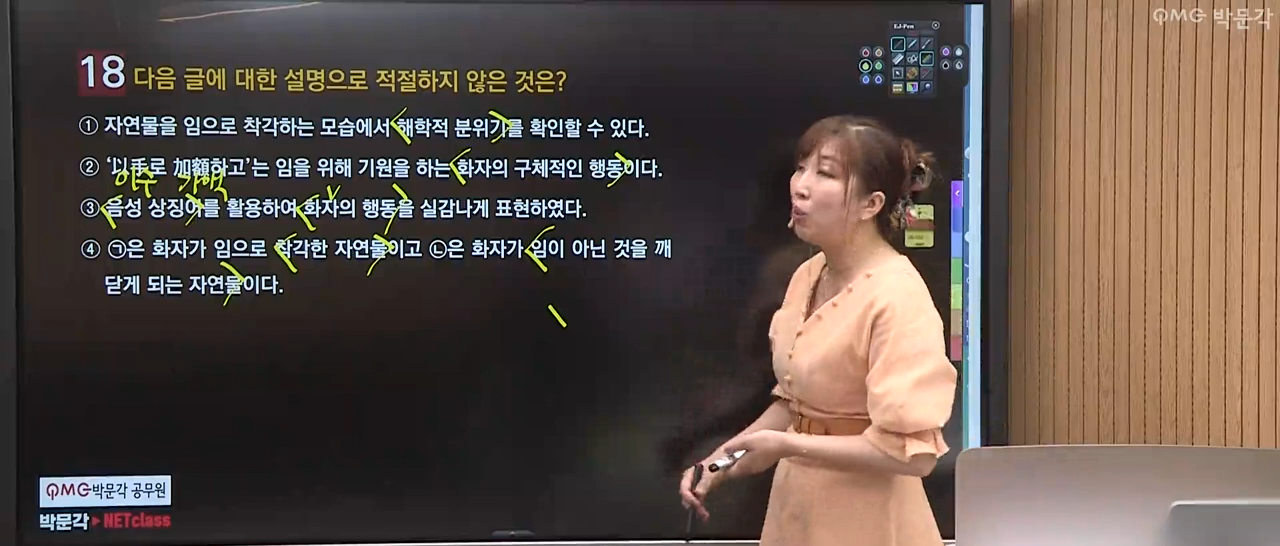 QMG 박문각
EJ-Pen
18 다음 글에 대한 설명으로 적절하지 않은 것은?
① 자연물을 임으로 착각하는 모습에서 해학적 분위기를 확인할 수 있다.
② ‘以手로 加額하고’는 임을 위해 기원을 하는 화자의 구체적인 행동이다.
이수 가액
③ 음성 상징어를 활용하여 화자의 행동을 실감나게 표현하였다.
④ ㉠은 화자가 임으로 착각한 자연물이고 ㉡은 화자가 임이 아닌 것을 깨
닫게 되는 자연물이다.
QMG 박문각 공무원
박문각 ▶ NETclass